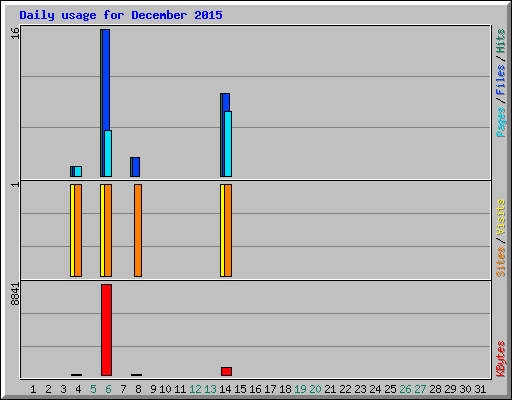 Daily usage for December 2015
16
Pages / Files / Hits
1
Sites / Visits
8841
KBytes
1 2 3 4 5 6 7 8 9 10 11 12 13 14 15 16 17 18 19 20 21 22 23 24 25 26 27 28 29 30 31